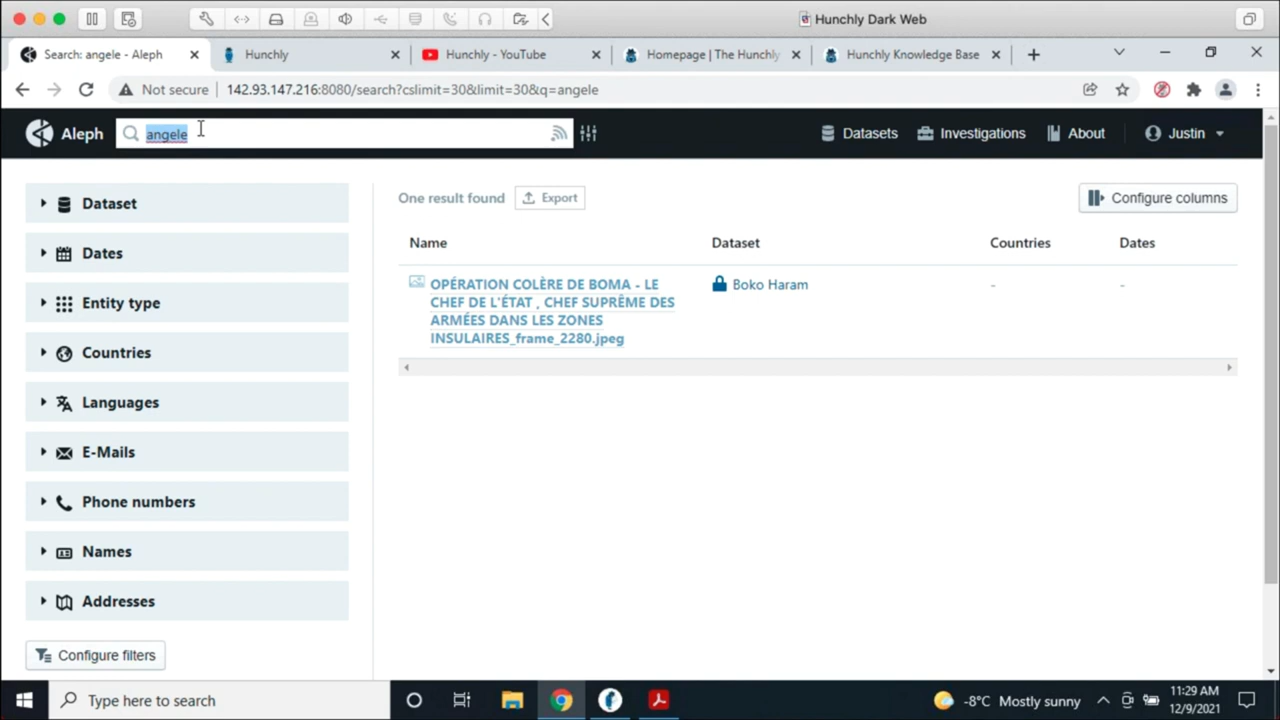 Hunchly Dark Web
Search: angele - Aleph
Hunchly
Hunchly - YouTube
Homepage | The Hunchly
Hunchly Knowledge Base
Not secure 142.93.147.216:8080/search?cslimit=30&limit=30&q=angele
Aleph
angele
Datasets
Investigations
About
Justin
Dataset
Dates
Entity type
Countries
Languages
E-Mails
Phone numbers
Names
Addresses
Configure filters
One result found
Export
Configure columns
Name Dataset Countries Dates
OPÉRATION COLÈRE DE BOMA - LE
CHEF DE L'ÉTAT , CHEF SUPRÊME DES
ARMÉES DANS LES ZONES
INSULAIRES_frame_2280.jpeg
Boko Haram
-
-
Type here to search
-8°C Mostly sunny
11:29 AM
12/9/2021